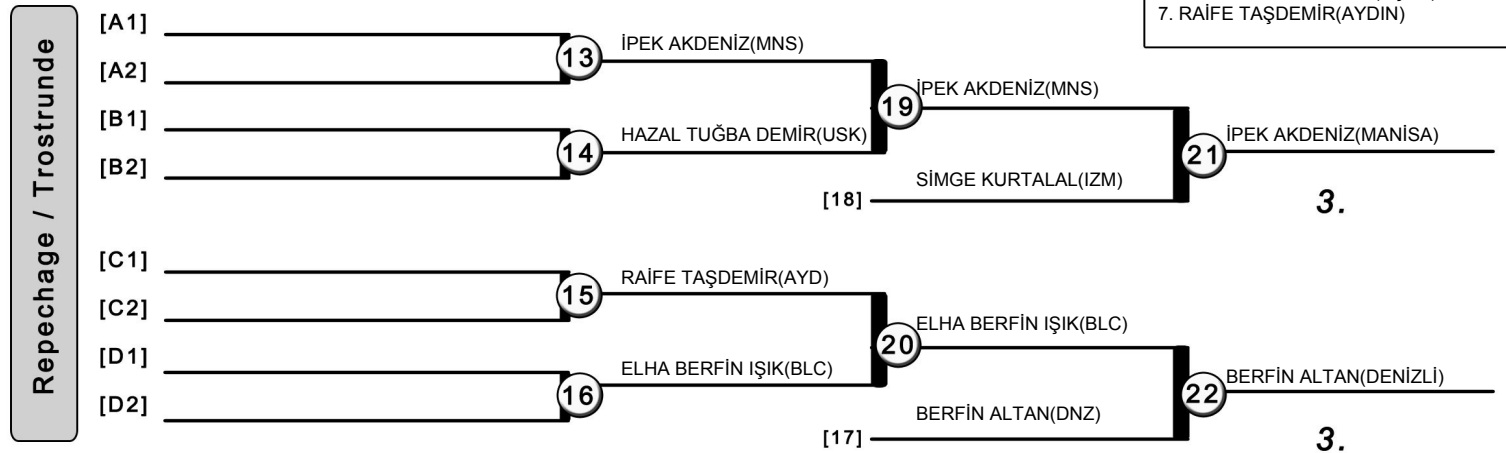 7. RAİFE TAŞDEMİR(AYDIN)
Repechage / Trostrunde
[A1]
[A2]
13
İPEK AKDENİZ(MNS)
[B1]
[B2]
14
HAZAL TUĞBA DEMİR(USK)
19
İPEK AKDENİZ(MNS)
[18]
SİMGE KURTALAL(IZM)
21
İPEK AKDENİZ(MANİSA)
3.
[C1]
[C2]
15
RAİFE TAŞDEMİR(AYD)
[D1]
[D2]
16
ELHA BERFİN IŞIK(BLC)
20
ELHA BERFİN IŞIK(BLC)
[17]
BERFİN ALTAN(DNZ)
22
BERFİN ALTAN(DENİZLİ)
3.